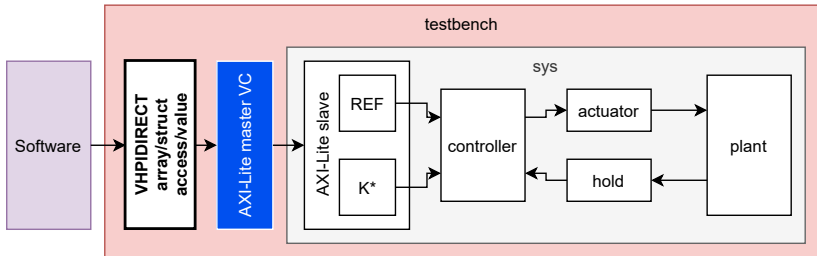 testbench
sys
Software
VHPIDIRECT
array/struct
access/value
AXI-Lite master VC
AXI-Lite slave
REF
K*
controller
actuator
hold
plant